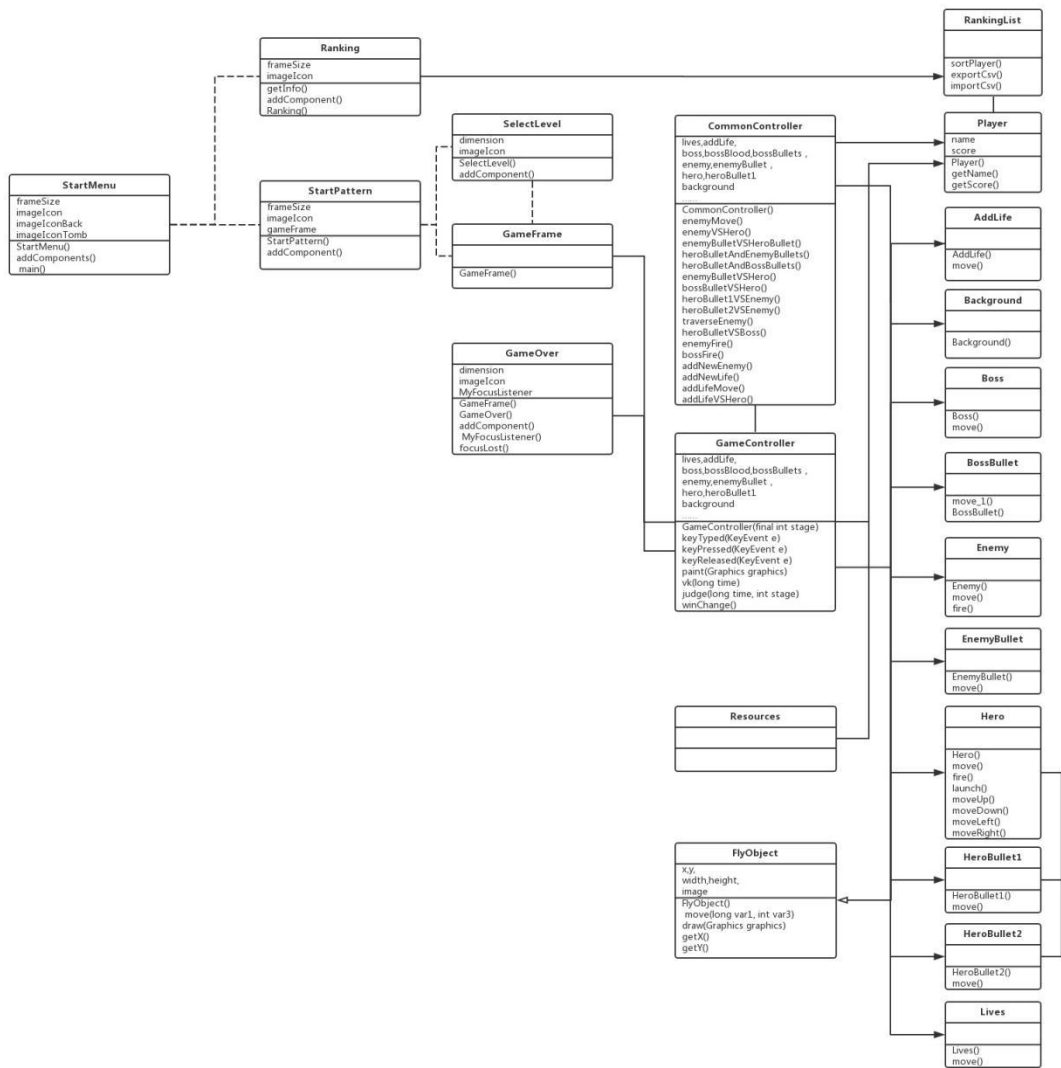 Ranking
frameSize
imageIcon
getInfo()
addComponent()
Ranking()
RankingList
sortPlayer()
exportCsv()
importCsv()
SelectLevel
dimension
imageIcon
SelectLevel()
addComponent()
CommonController
lives,addLife,
boss,bossBlood,bossBullets ,
enemy,enemyBullet ,
hero,heroBullet1
background
......
CommonController()
enemyMove()
enemyVSHero()
enemyBulletVSHeroBullet()
heroBulletAndEnemyBullets()
heroBulletAndBossBullets()
enemyBulletVSHero()
bossBulletVSHero()
heroBullet1VSEnemy()
heroBullet2VSEnemy()
traverseEnemy()
heroBulletVSBoss()
enemyFire()
bossFire()
addNewEnemy()
addNewLife()
addLifeMove()
addLifeVSHero()
Player
name
score
Player()
getName()
getScore()
StartMenu
frameSize
imageIcon
imageIconBack
imageIconTomb
StartMenu()
addComponents()
main()
StartPattern
frameSize
imageIcon
gameFrame
StartPattern()
addComponent()
GameFrame
GameFrame()
AddLife
AddLife()
move()
Background
Background()
GameOver
dimension
imageIcon
MyFocusListener
GameFrame()
GameOver()
addComponent()
MyFocusListener()
focusLost()
Boss
Boss()
move()
GameController
lives,addLife,
boss,bossBlood,bossBullets ,
enemy,enemyBullet ,
hero,heroBullet1
background
......
GameController(final int stage)
keyTyped(KeyEvent e)
keyPressed(KeyEvent e)
keyReleased(KeyEvent e)
paint(Graphics graphics)
vk(long time)
judge(long time, int stage)
winChange()
BossBullet
move_1()
BossBullet()
Enemy
Enemy()
move()
fire()
EnemyBullet
EnemyBullet()
move()
Resources
Hero
Hero()
move()
fire()
launch()
moveUp()
moveDown()
moveLeft()
moveRight()
FlyObject
x,y,
width,height,
image
FlyObject()
move(long var1, int var3)
draw(Graphics graphics)
getX()
getY()
HeroBullet1
HeroBullet1()
move()
HeroBullet2
HeroBullet2()
move()
Lives
Lives()
move()